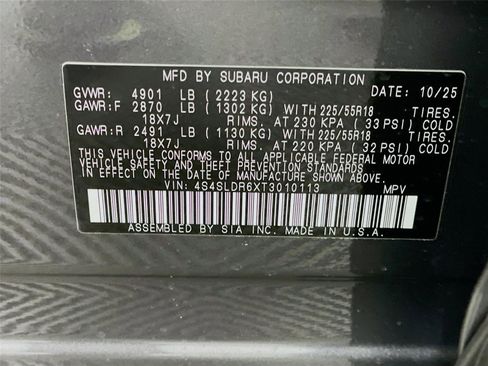 MFD BY SUBARU CORPORATION
GVWR: 4901 LB (2223 KG) DATE: 10/25
GAWR:F 2870 LB (1302 KG) WITH 225/55R18 TIRES.
18X7J RIMS. AT 230 KPA (33 PSI) COLD
GAWR:R 2491 LB (1130 KG) WITH 225/55R18 TIRES.
18X7J RIMS. AT 220 KPA (32 PSI) COLD
THIS VEHICLE CONFORMS TO ALL APPLICABLE FEDERAL MOTOR
VEHICLE SAFETY AND THEFT PREVENTION STANDARDS
IN EFFECT ON THE DATE OF MANUFACTURE SHOWN ABOVE.
VIN: 4S4SLDR6XT3010113 MPV
ASSEMBLED BY SIA INC. MADE IN U.S.A.